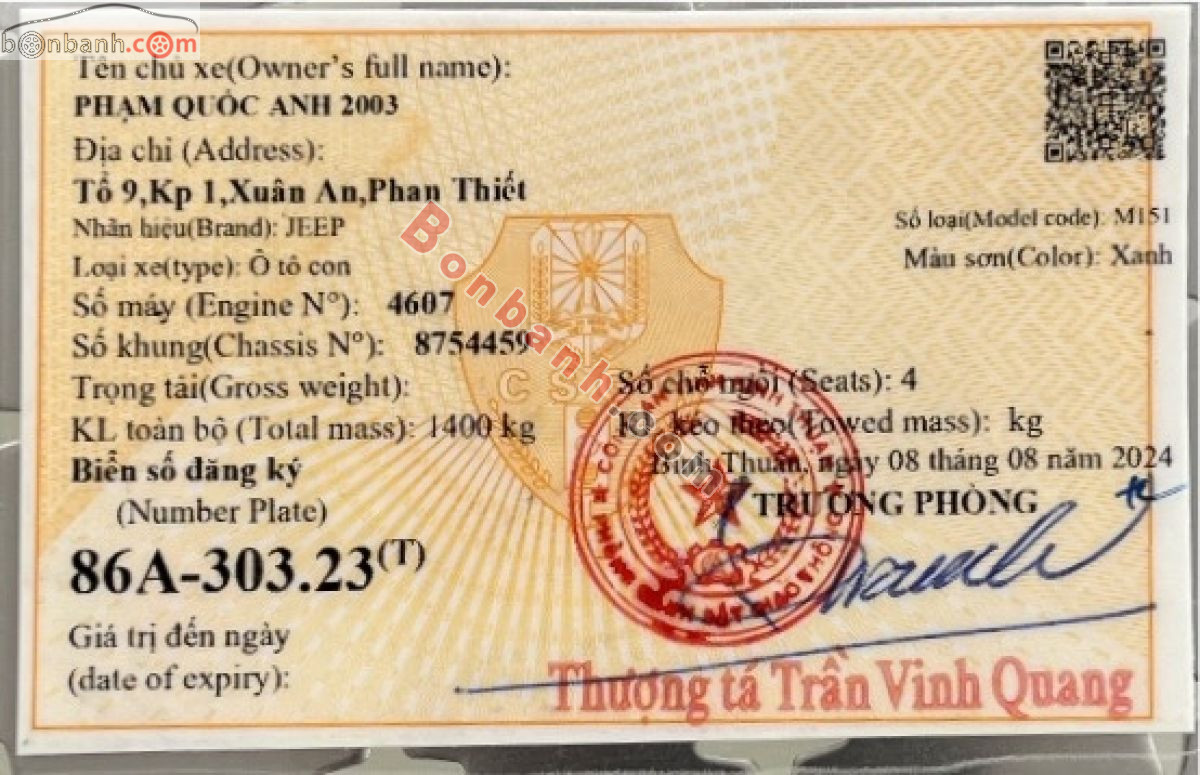 bonbanh.com
Tên chủ xe(Owner's full name):
PHẠM QUỐC ANH 2003
Địa chỉ (Address):
Tổ 9,Kp 1,Xuân An,Phan Thiết
Nhãn hiệu(Brand): JEEP
Số loại(Model code): M151
Loại xe(type): Ô tô con
Màu sơn(Color): Xanh
Số máy (Engine N°): 4607
Số khung(Chassis N°): 8754459
Trọng tải(Gross weight):
Số chỗ ngồi (Seats): 4
KL toàn bộ (Total mass): 1400 kg
KL kéo theo(Towed mass): kg
Biển số đăng ký
Bình Thuận, ngày 08 tháng 08 năm 2024
(Number Plate)
TRƯỞNG PHÒNG
86A-303.23(T)
Giá trị đến ngày
(date of expiry):
Thượng tá Trần Vinh Quang
Bonbanh.com